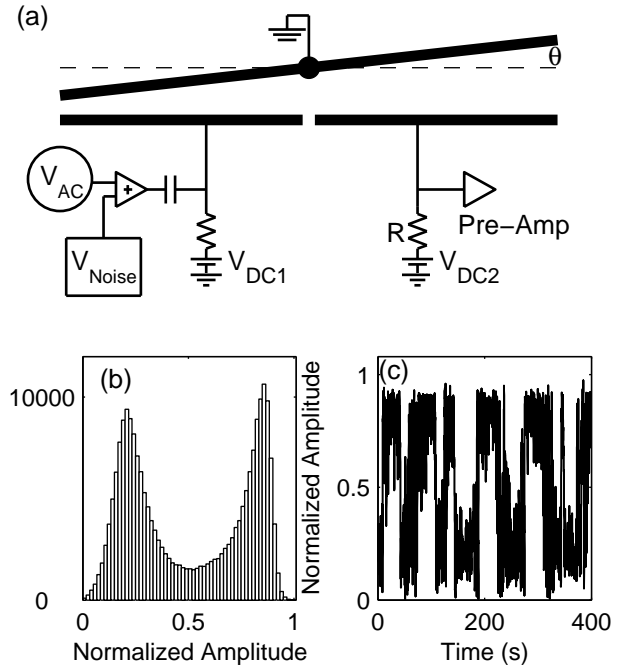 (a)
θ
V_AC
+
V_Noise
V_DC1
R
Pre−Amp
V_DC2
(b)
10000
0
0 0.5 1
Normalized Amplitude
Normalized Amplitude
(c)
1
0.5
0
0 200 400
Time (s)